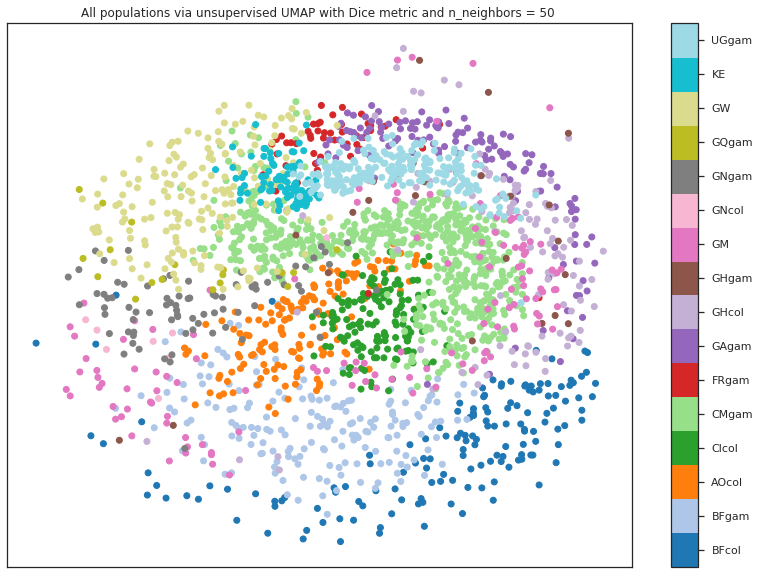 All populations via unsupervised UMAP with Dice metric and n_neighbors = 50
UGgam
KE
GW
GQgam
GNgam
GNcol
GM
GHgam
GHcol
GAgam
FRgam
CMgam
CIcol
AOcol
BFgam
BFcol